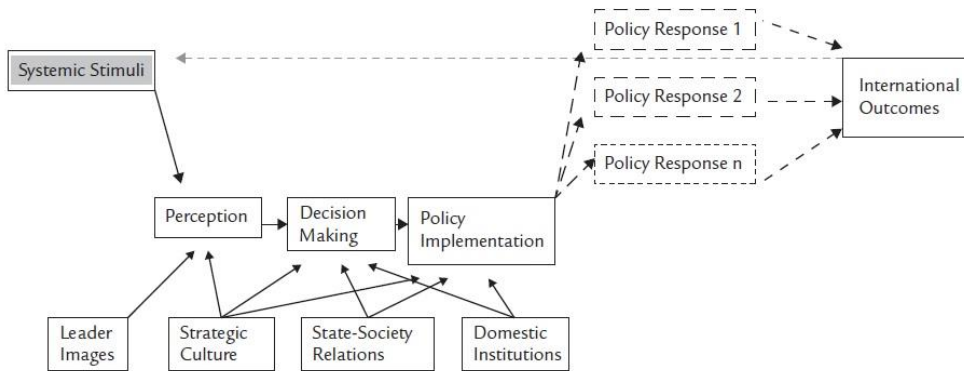 Policy Response 1
Systemic Stimuli
Policy Response 2
International
Outcomes
Policy Response n
Perception
Decision
Making
Policy
Implementation
Leader
Images
Strategic
Culture
State-Society
Relations
Domestic
Institutions